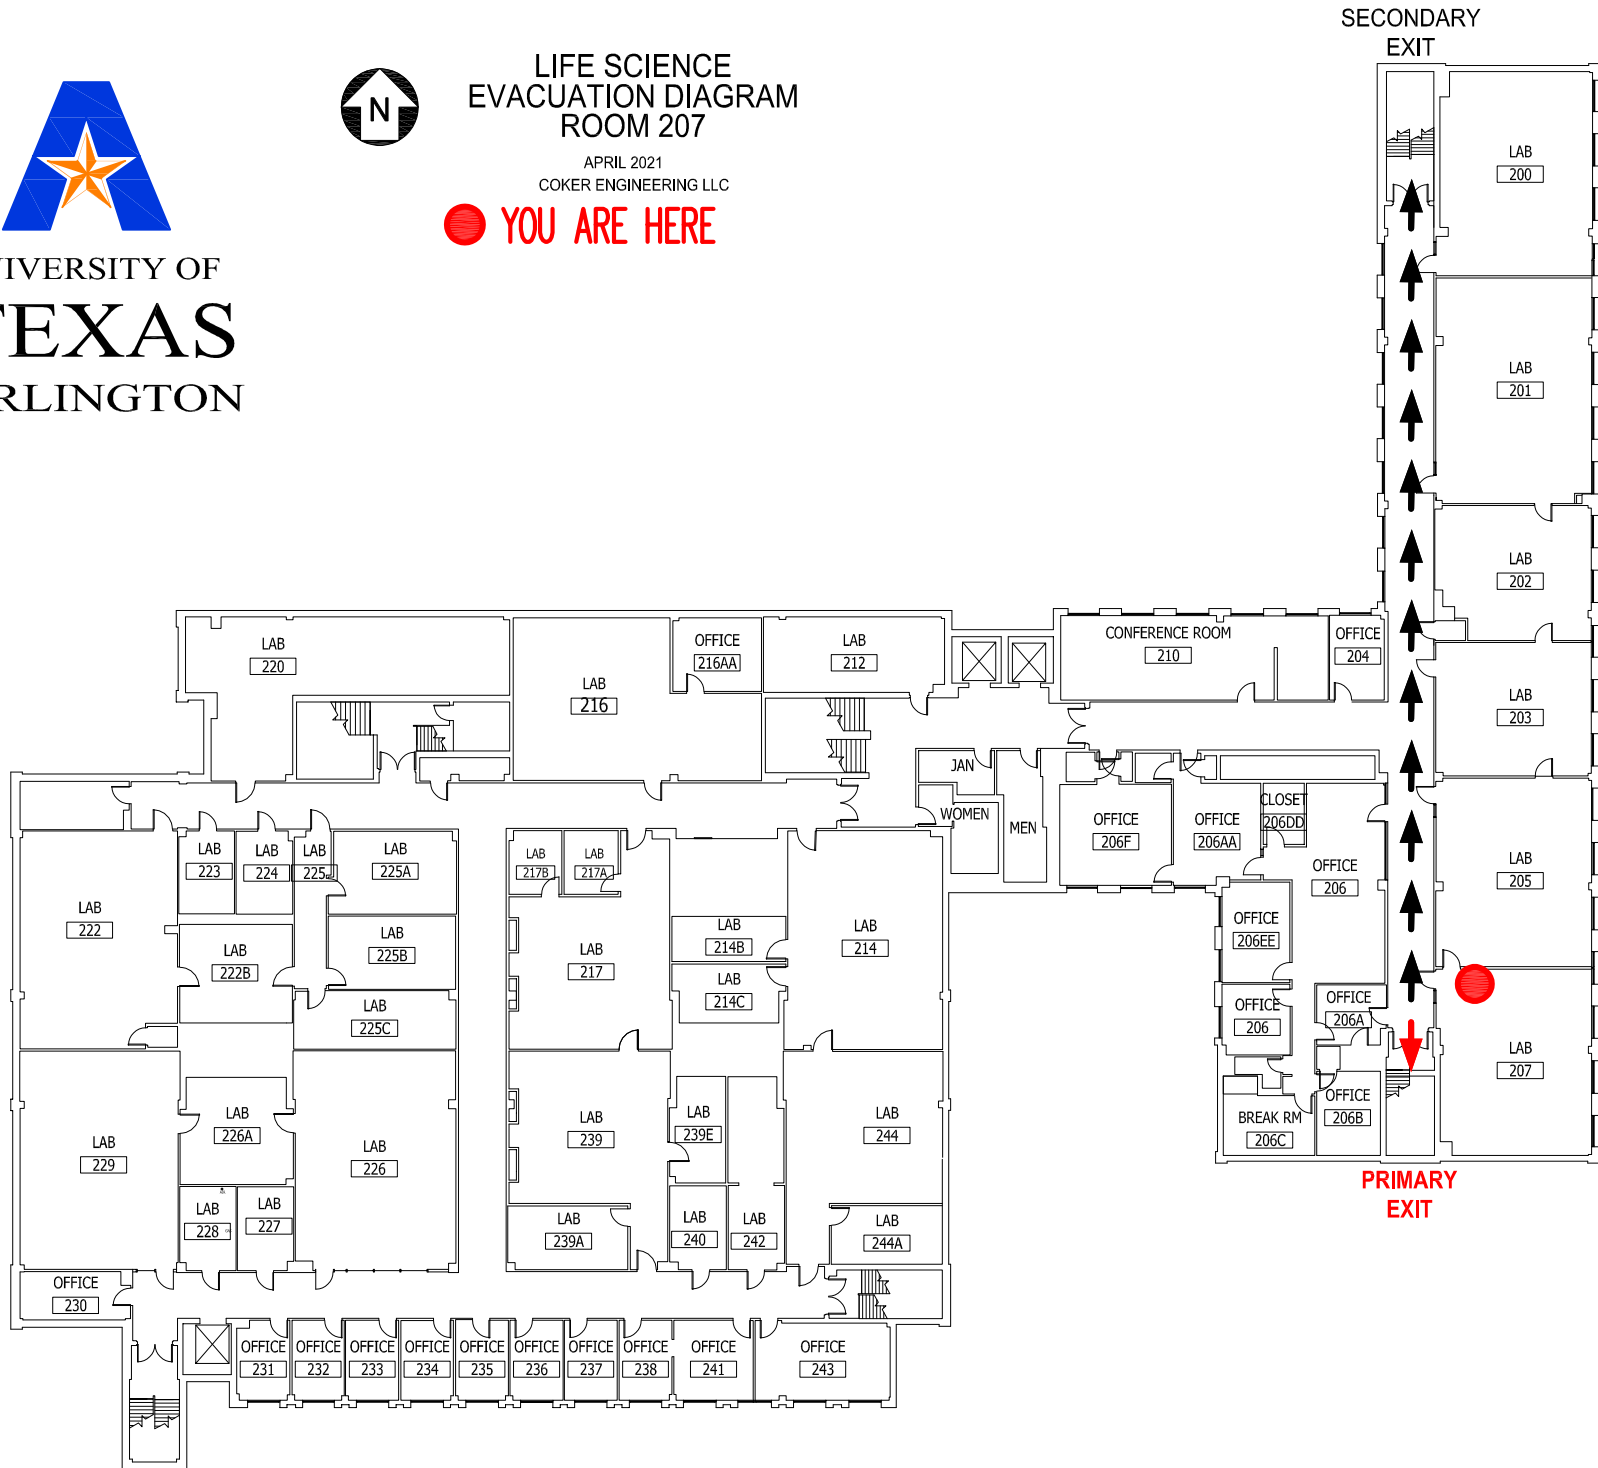 SECONDARY
EXIT
N
LIFE SCIENCE
EVACUATION DIAGRAM
ROOM 207
APRIL 2021
COKER ENGINEERING LLC
YOU ARE HERE
IVERSITY OF
TEXAS
RLINGTON
LAB
200
LAB
201
LAB
202
LAB
203
LAB
205
LAB
207
CONFERENCE ROOM
210
OFFICE
204
LAB
220
LAB
216
OFFICE
216AA
LAB
212
JAN
WOMEN
MEN
OFFICE
206F
OFFICE
206AA
CLOSET
206DD
OFFICE
206
OFFICE
206EE
OFFICE
206
OFFICE
206A
OFFICE
206B
BREAK RM
206C
PRIMARY
EXIT
LAB
222
LAB
223
LAB
224
LAB
225
LAB
225A
LAB
225B
LAB
222B
LAB
225C
LAB
217B
LAB
217A
LAB
217
LAB
214B
LAB
214C
LAB
214
LAB
229
LAB
226A
LAB
226
LAB
228
LAB
227
LAB
239
LAB
239E
LAB
244
LAB
239A
LAB
240
LAB
242
LAB
244A
OFFICE
230
OFFICE
231
OFFICE
232
OFFICE
233
OFFICE
234
OFFICE
235
OFFICE
236
OFFICE
237
OFFICE
238
OFFICE
241
OFFICE
243